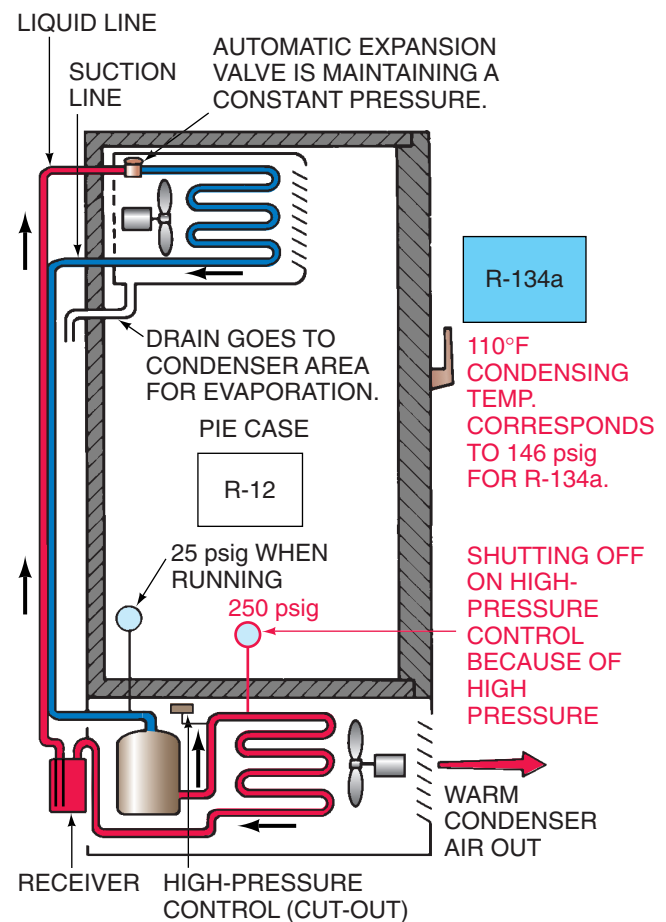 LIQUID LINE
SUCTION
LINE
AUTOMATIC EXPANSION
VALVE IS MAINTAINING A
CONSTANT PRESSURE.
R-134a
110°F
CONDENSING
TEMP.
CORRESPONDS
TO 146 psig
FOR R-134a.
DRAIN GOES TO
CONDENSER AREA
FOR EVAPORATION.
PIE CASE
R-12
25 psig WHEN
RUNNING
250 psig
SHUTTING OFF
ON HIGH-
PRESSURE
CONTROL
BECAUSE OF
HIGH
PRESSURE
WARM
CONDENSER
AIR OUT
RECEIVER
HIGH-PRESSURE
CONTROL (CUT-OUT)